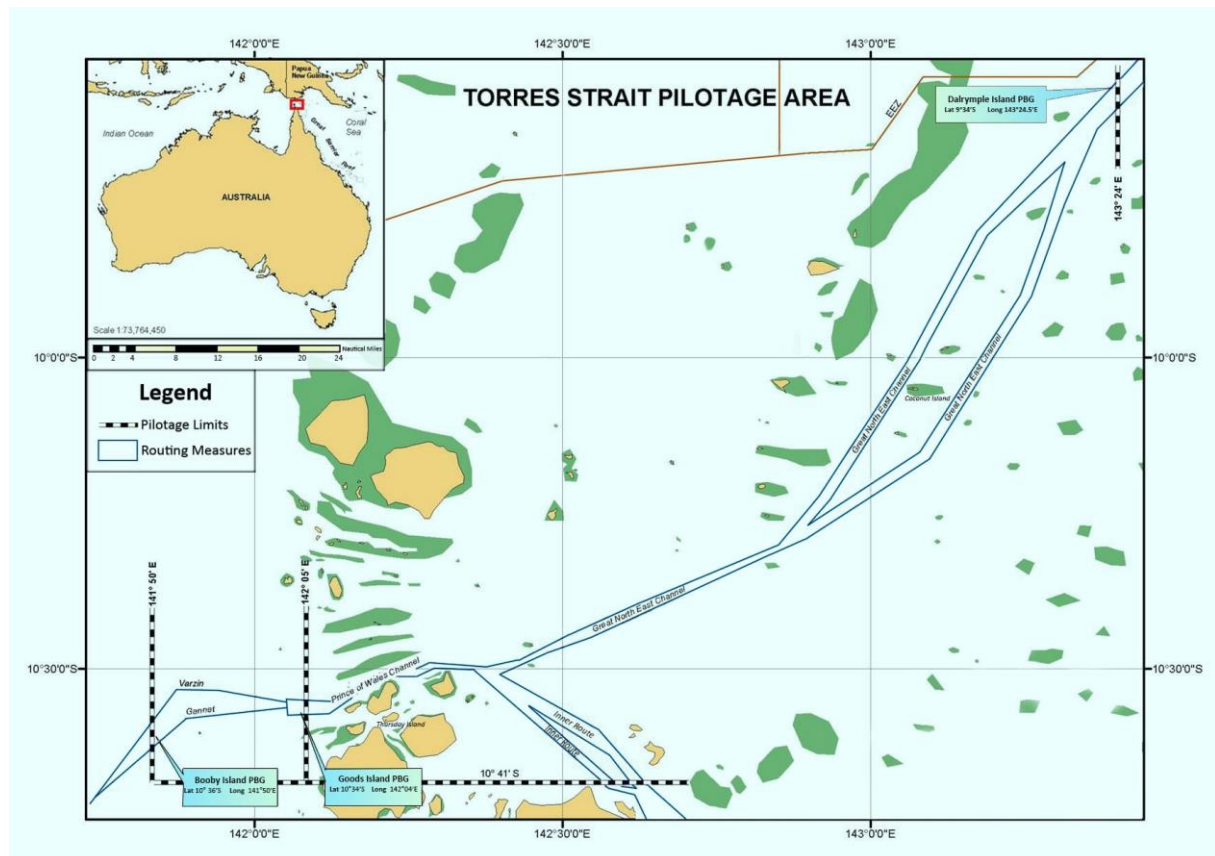 142°0'0"E
142°30'0"E
143°0'0"E
TORRES STRAIT PILOTAGE AREA
Papua
New Guinea
Indian Ocean
Coral
Sea
Great
Barrier
Reef
AUSTRALIA
Scale 1:73,764,450
Nautical Miles
0 2 4 8 12 16 20 24
EEZ
Dalrymple Island PBG
Lat 9°34'S Long 143°24.5'E
143° 24' E
10°0'0"S
10°0'0"S
Legend
Pilotage Limits
Routing Measures
Great North East Channel
Great North East Channel
Coconut Island
Great North East Channel
141° 50' E
142° 05' E
10°30'0"S
10°30'0"S
Varzin
Gannet
Prince of Wales Channel
Thursday Island
Inner Route
Inner Route
10° 41' S
Booby Island PBG
Lat 10° 36'S Long 141°50'E
Goods Island PBG
Lat 10°34'S Long 142°04'E
142°0'0"E
142°30'0"E
143°0'0"E